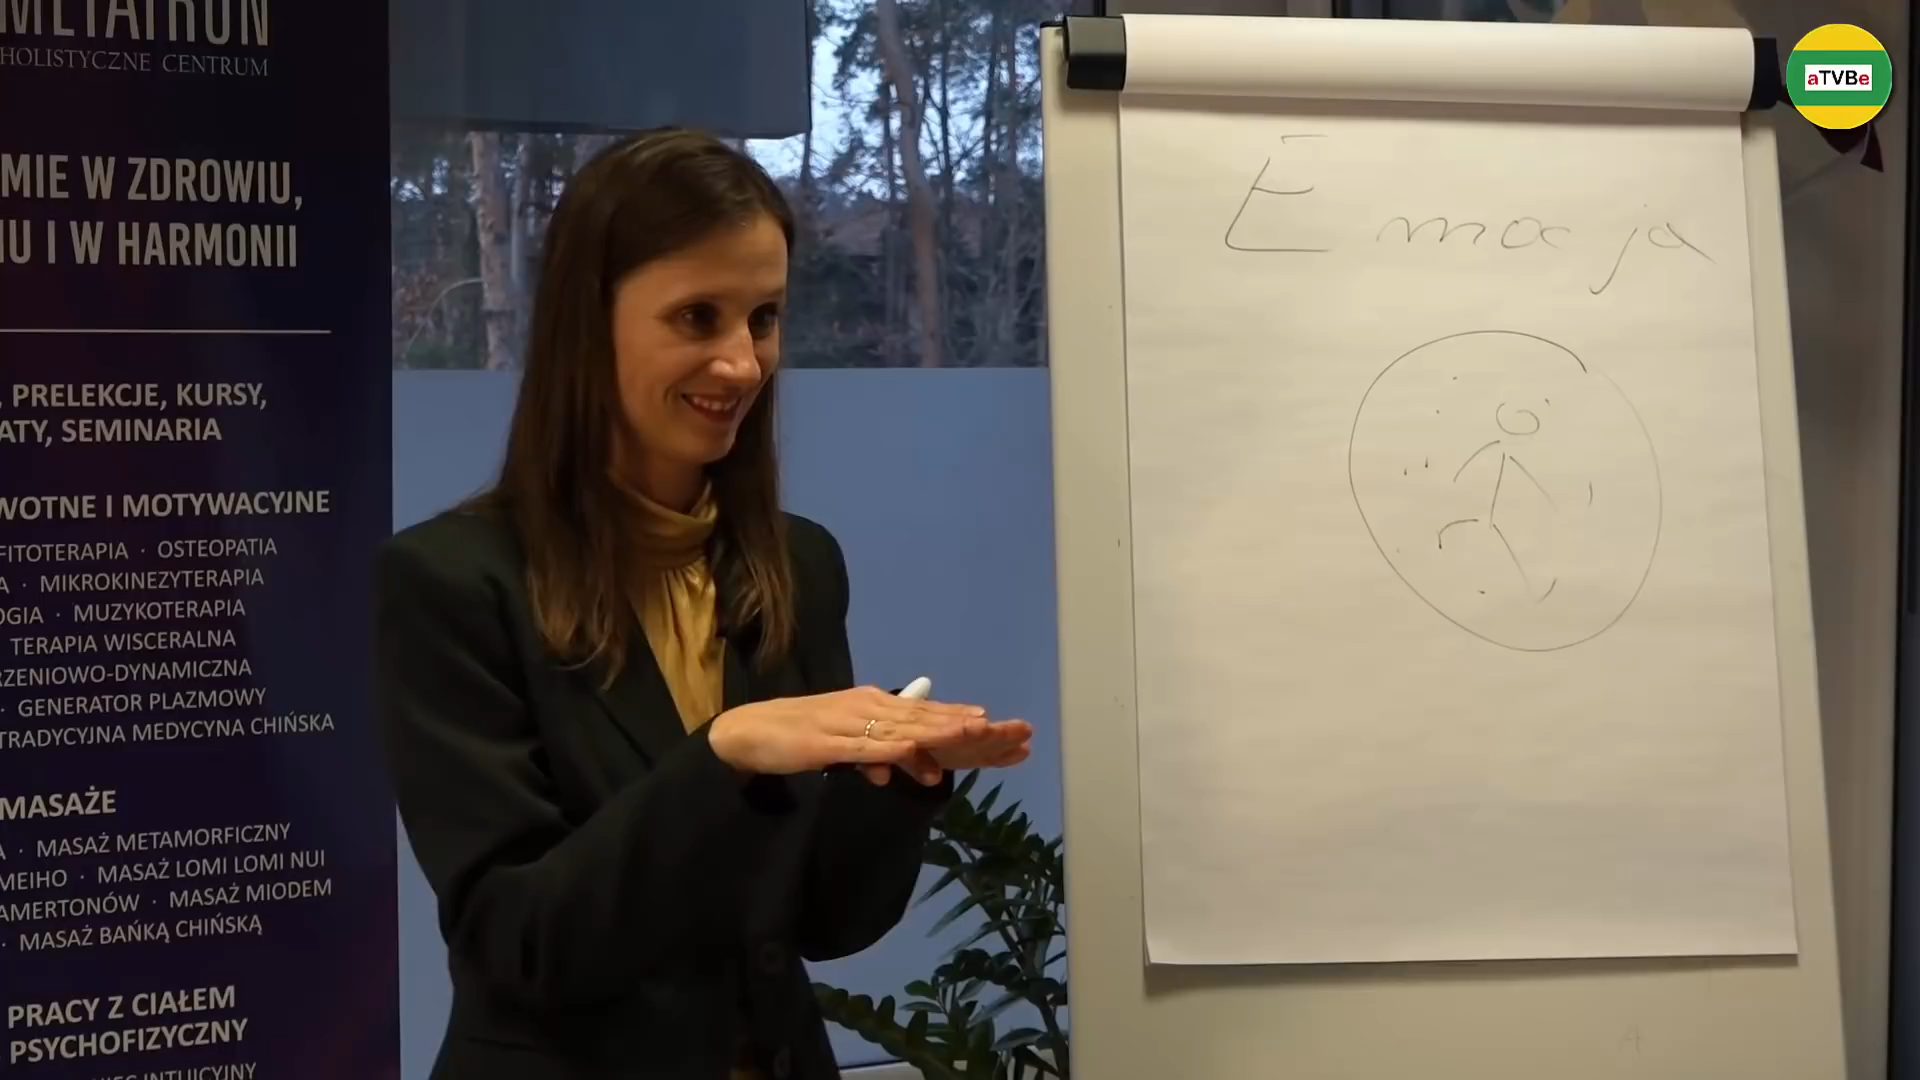 METATRON
HOLISTYCZNE CENTRUM
MIE W ZDROWIU,
IU I W HARMONII
, PRELEKCJE, KURSY,
ATY, SEMINARIA
WOTNE I MOTYWACYJNE
FITOTERAPIA · OSTEOPATIA
A · MIKROKINEZYTERAPIA
OGIA · MUZYKOTERAPIA
TERAPIA WISCERALNA
RZENIOWO-DYNAMICZNA
· GENERATOR PLAZMOWY
TRADYCYJNA MEDYCYNA CHIŃSKA
MASAŻE
A · MASAŻ METAMORFICZNY
MEIHO · MASAŻ LOMI LOMI NUI
AMERTONÓW · MASAŻ MIODEM
· MASAŻ BAŃKĄ CHIŃSKĄ
PRACY Z CIAŁEM
PSYCHOFIZYCZNY
INTUICYJNY
Emocja
aTVBe